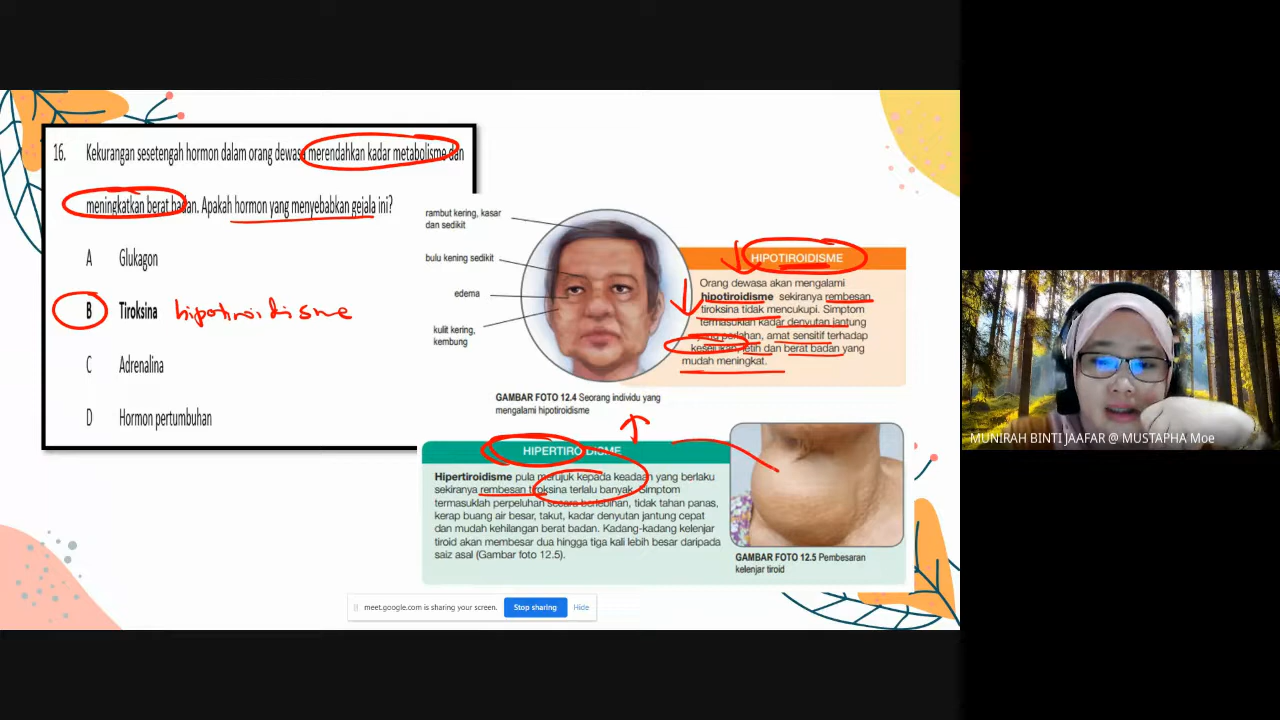 16. Kekurangan sesetengah hormon dalam orang dewasa merendahkan kadar metabolisme dan
meningkatkan berat badan. Apakah hormon yang menyebabkan gejala ini?
A Glukagon
B Tiroksina hipotiroidisme
C Adrenalina
D Hormon pertumbuhan
rambut kering, kasar
dan sedikit
bulu kening sedikit
edema
kulit kering,
kembung
GAMBAR FOTO 12.4 Seorang individu yang
mengalami hipotiroidisme
HIPOTIROIDISME
Orang dewasa akan mengalami
hipotiroidisme sekiranya rembesan
tiroksina tidak mencukupi. Simptom
termasuklah kadar denyutan jantung
yang perlahan, amat sensitif terhadap
kesejukan, letih dan berat badan yang
mudah meningkat.
HIPERTIROIDISME
Hipertiroidisme pula merujuk kepada keadaan yang berlaku
sekiranya rembesan tiroksina terlalu banyak. Simptom
termasuklah perpeluhan secara berlebihan, tidak tahan panas,
kerap buang air besar, takut, kadar denyutan jantung cepat
dan mudah kehilangan berat badan. Kadang-kadang kelenjar
tiroid akan membesar dua hingga tiga kali lebih besar daripada
saiz asal (Gambar foto 12.5).
GAMBAR FOTO 12.5 Pembesaran
kelenjar tiroid
meet.google.com is sharing your screen. Stop sharing Hide
MUNIRAH BINTI JAAFAR @ MUSTAPHA Moe